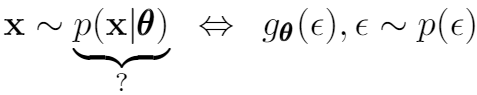 x ∼ p(x|θ) ⇔ g_θ(ϵ), ϵ ∼ p(ϵ)
?